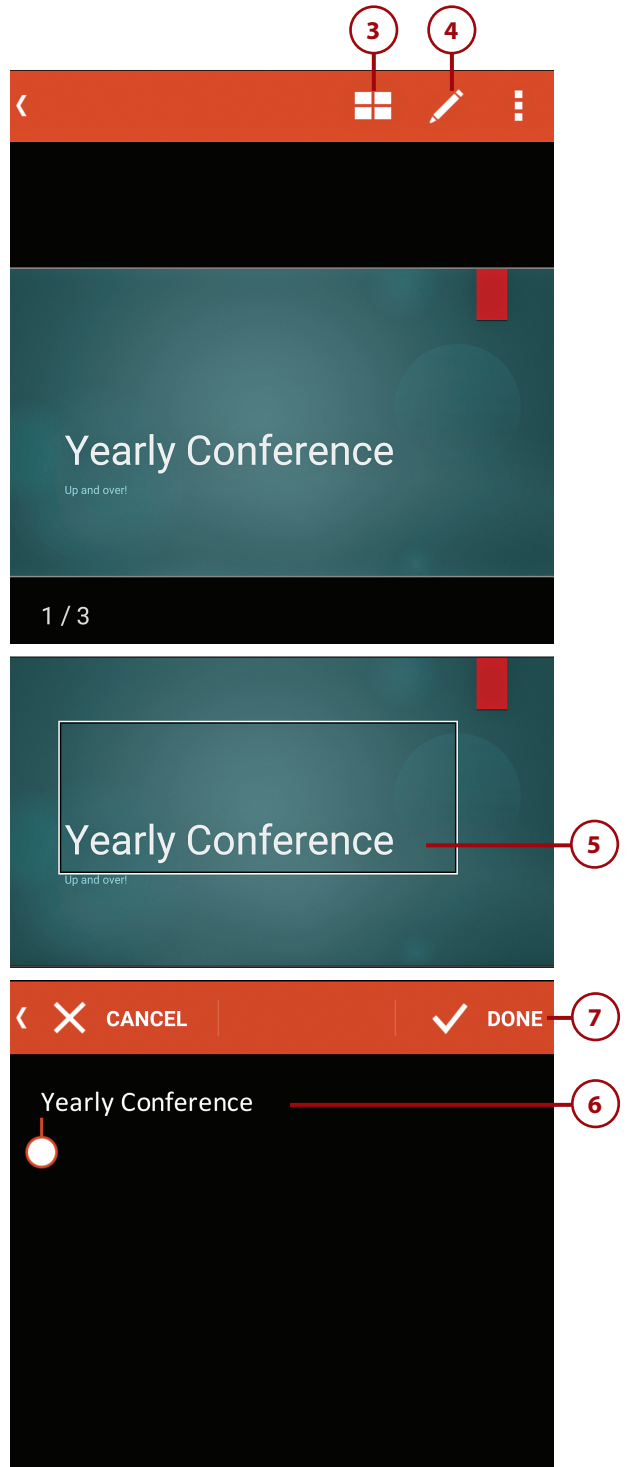 3 4
Yearly Conference
Up and over!
1 / 3
Yearly Conference
5
Up and over!
CANCEL DONE 7
Yearly Conference 6